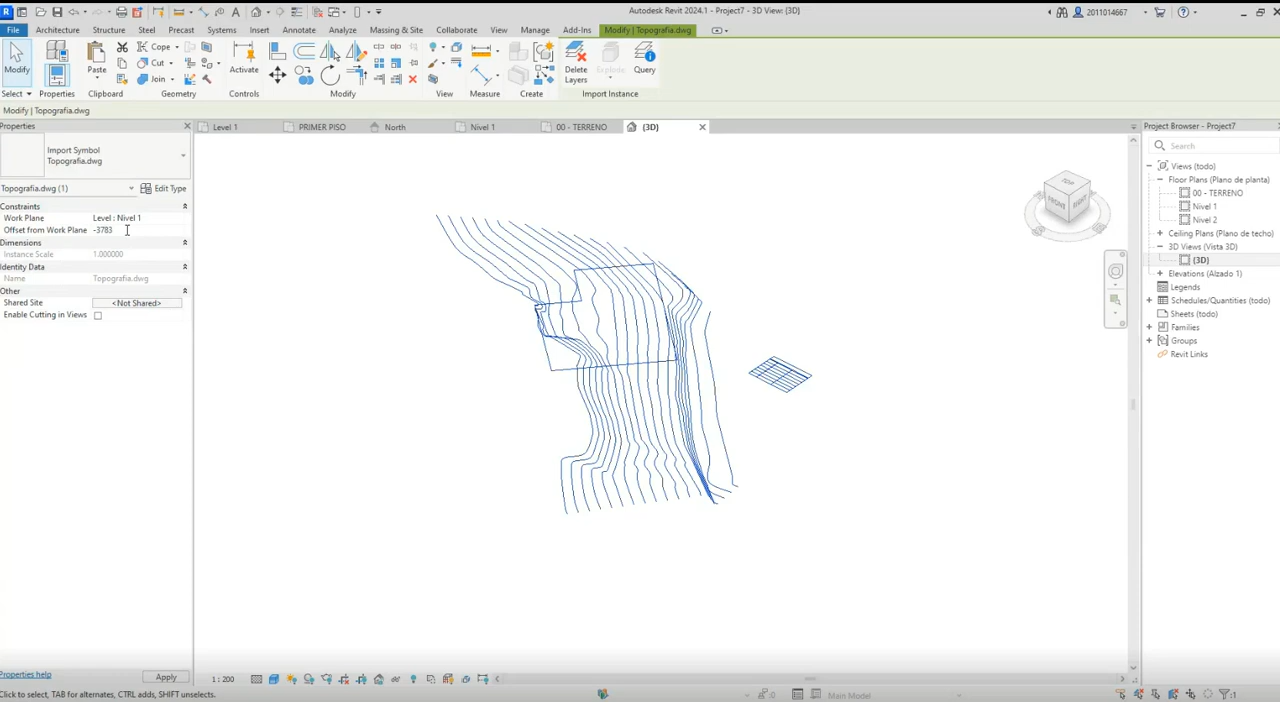 Autodesk Revit 2024.1 - Project7 - 3D View: {3D}
2011014667
File Architecture Structure Steel Precast Systems Insert Annotate Analyze Massing & Site Collaborate View Manage Add-Ins Modify | Topografia.dwg
Modify
Properties
Paste
Cope
Cut
Join
Activate
Delete Layers
Explode
Query
Select Properties Clipboard Geometry Controls Modify View Measure Create Import Instance
Modify | Topografia.dwg
Properties
Level 1 PRIMER PISO North Nivel 1 00 - TERRENO {3D}
Project Browser - Project7
Import Symbol
Topografia.dwg
Topografia.dwg (1)
Edit Type
Constraints
Work Plane Level : Nivel 1
Offset from Work Plane -3783
Dimensions
Instance Scale 1.000000
Identity Data
Name Topografia.dwg
Other
Shared Site <Not Shared>
Enable Cutting in Views
TOP
FRONT
RIGHT
Search
Views (todo)
Floor Plans (Plano de planta)
00 - TERRENO
Nivel 1
Nivel 2
Ceiling Plans (Plano de techo)
3D Views (Vista 3D)
{3D}
Elevations (Alzado 1)
Legends
Schedules/Quantities (todo)
Sheets (todo)
Families
Groups
Revit Links
Properties help
Apply
1 : 200
Click to select, TAB for alternates, CTRL adds, SHIFT unselects.
:0
Main Model
:1